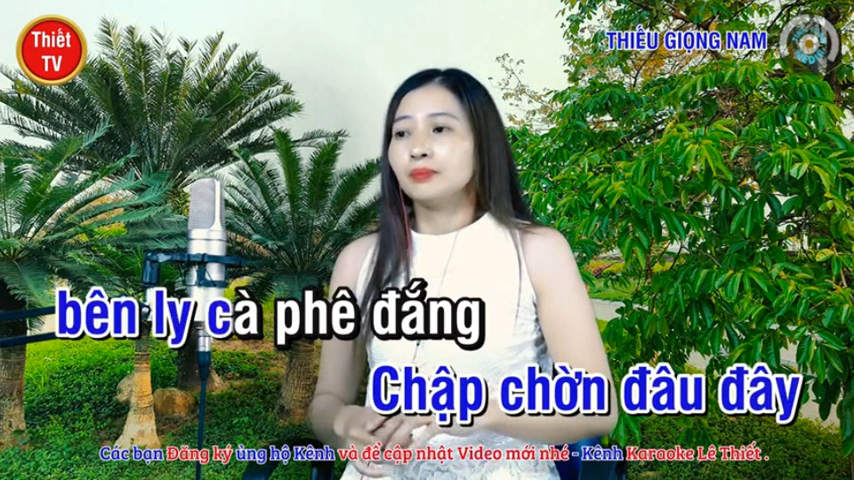 Thiết
TV
THIẾU GIỌNG NAM
bên ly cà phê đắng
Chập chờn đâu đây
Các bạn Đăng ký ủng hộ Kênh và để cập nhật Video mới nhé - Kênh Karaoke Lê Thiết .